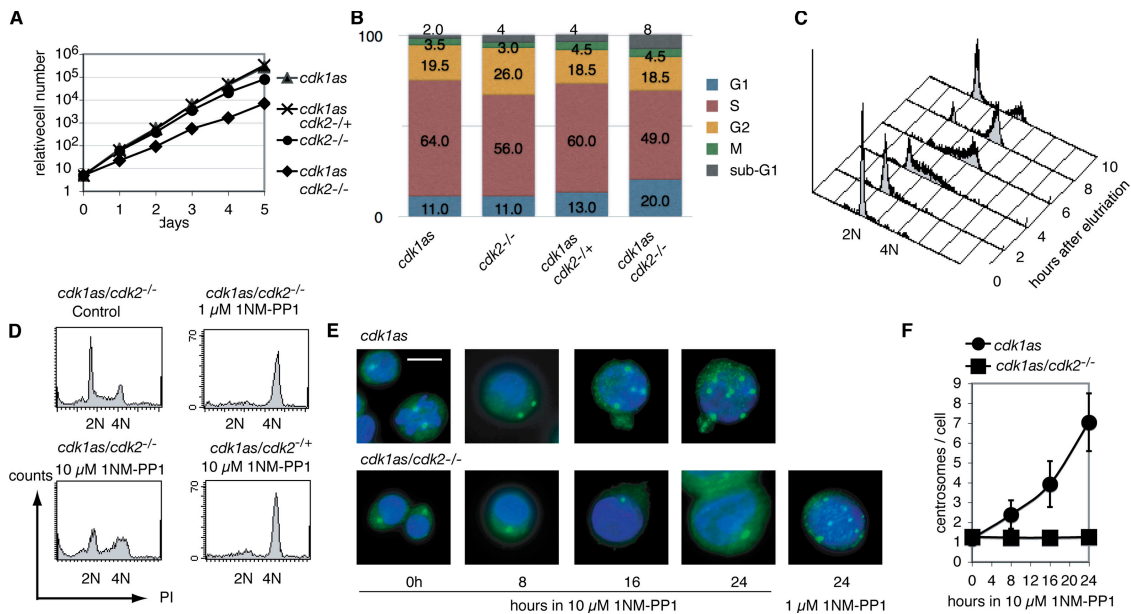 A
relativecell number
10⁶
10⁵
10⁴
10³
10²
10
1
0 1 2 3 4 5
days
cdk1as
cdk1as
cdk2-/+
cdk2-/-
cdk1as
cdk2-/-
B
100
0
2.0 4 4 8
3.5 3.0 4.5 4.5
19.5 26.0 18.5 18.5
64.0 56.0 60.0 49.0
11.0 11.0 13.0 20.0
cdk1as
cdk2-/-
cdk1as
cdk2-/+
cdk1as
cdk2-/-
G1
S
G2
M
sub-G1
C
2N 4N
0 2 4 6 8 10
hours after elutriation
D
cdk1as/cdk2-/-
Control
2N 4N
cdk1as/cdk2-/-
1 µM 1NM-PP1
70
0
2N 4N
cdk1as/cdk2-/-
10 µM 1NM-PP1
2N 4N
cdk1as/cdk2-/+
10 µM 1NM-PP1
70
0
2N 4N
counts
PI
E
cdk1as
cdk1as/cdk2-/-
0h 8 16 24 24
hours in 10 µM 1NM-PP1 1 µM 1NM-PP1
F
cdk1as
cdk1as/cdk2-/-
centrosomes / cell
9
8
7
6
5
4
3
2
1
0
0 4 8 12 16 20 24
hours in 10 µM 1NM-PP1